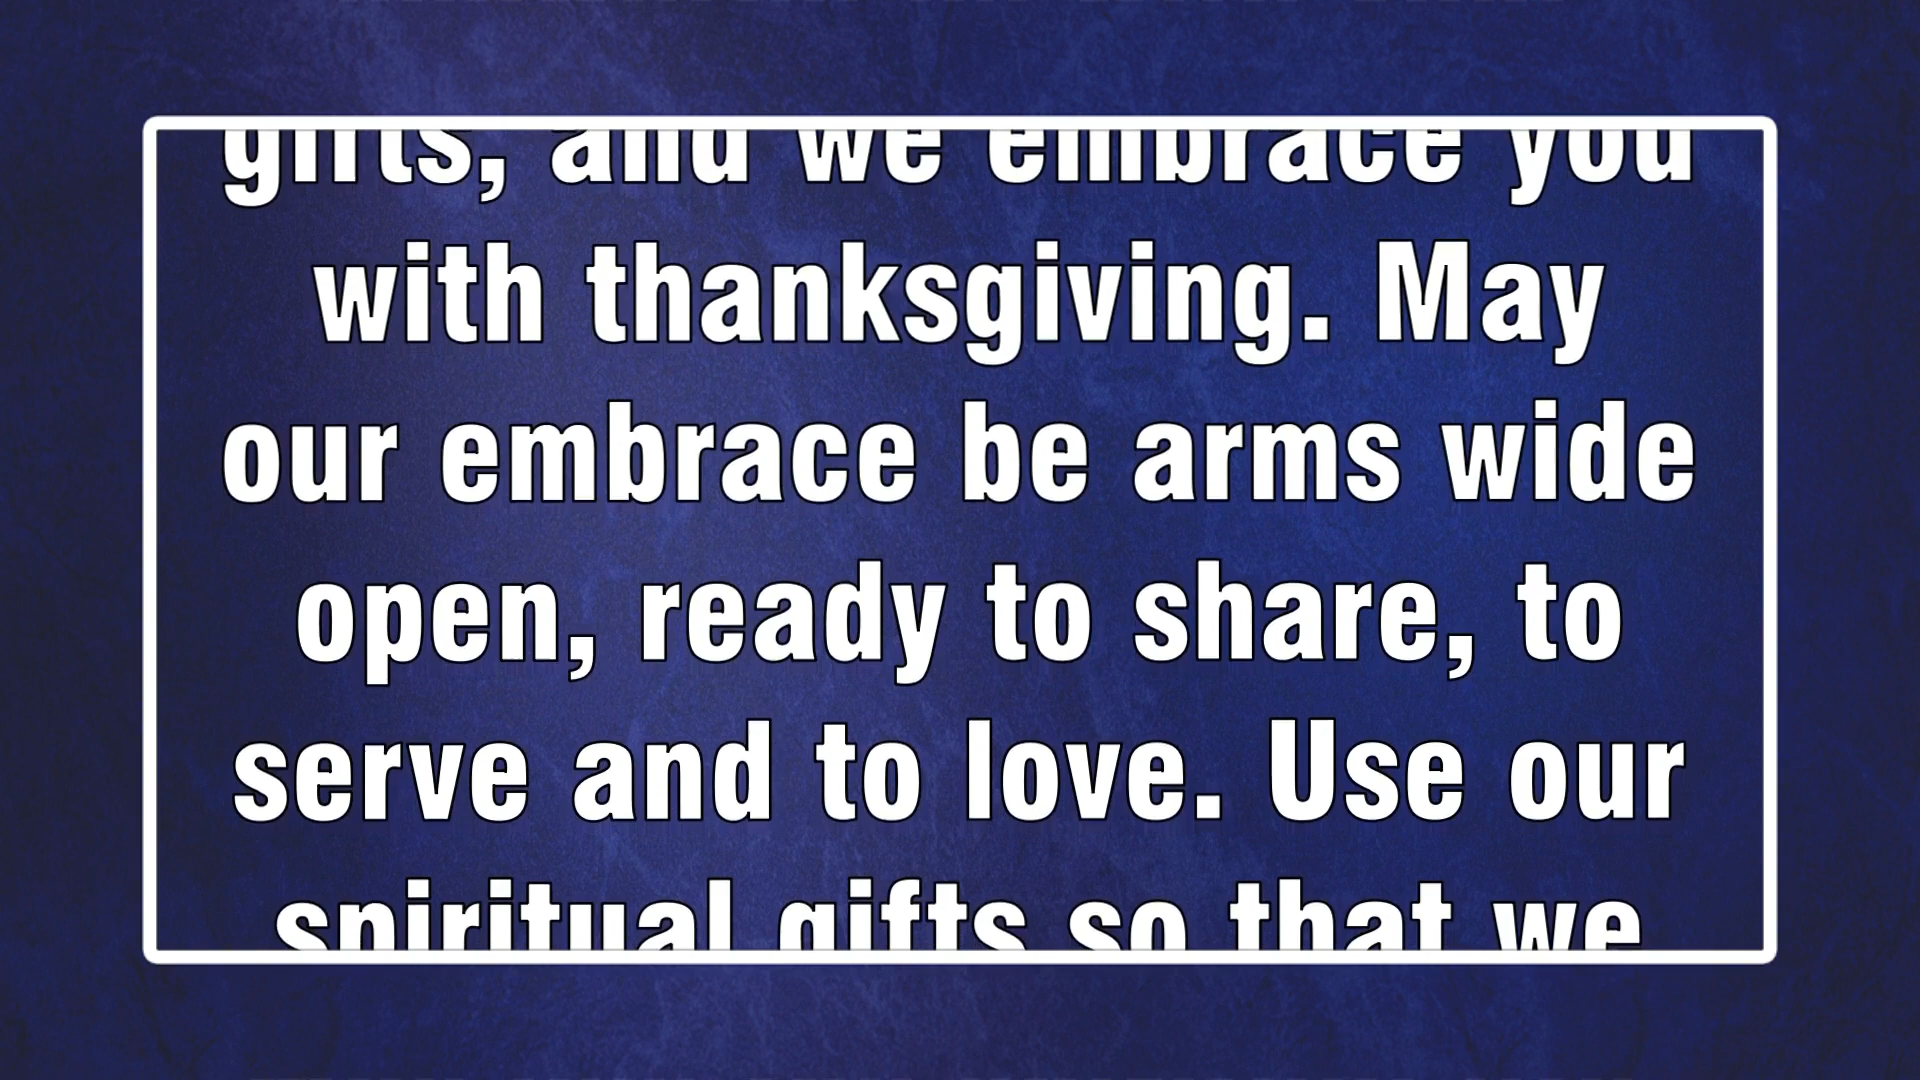 gifts, and we embrace you
with thanksgiving. May
our embrace be arms wide
open, ready to share, to
serve and to love. Use our
spiritual gifts so that we